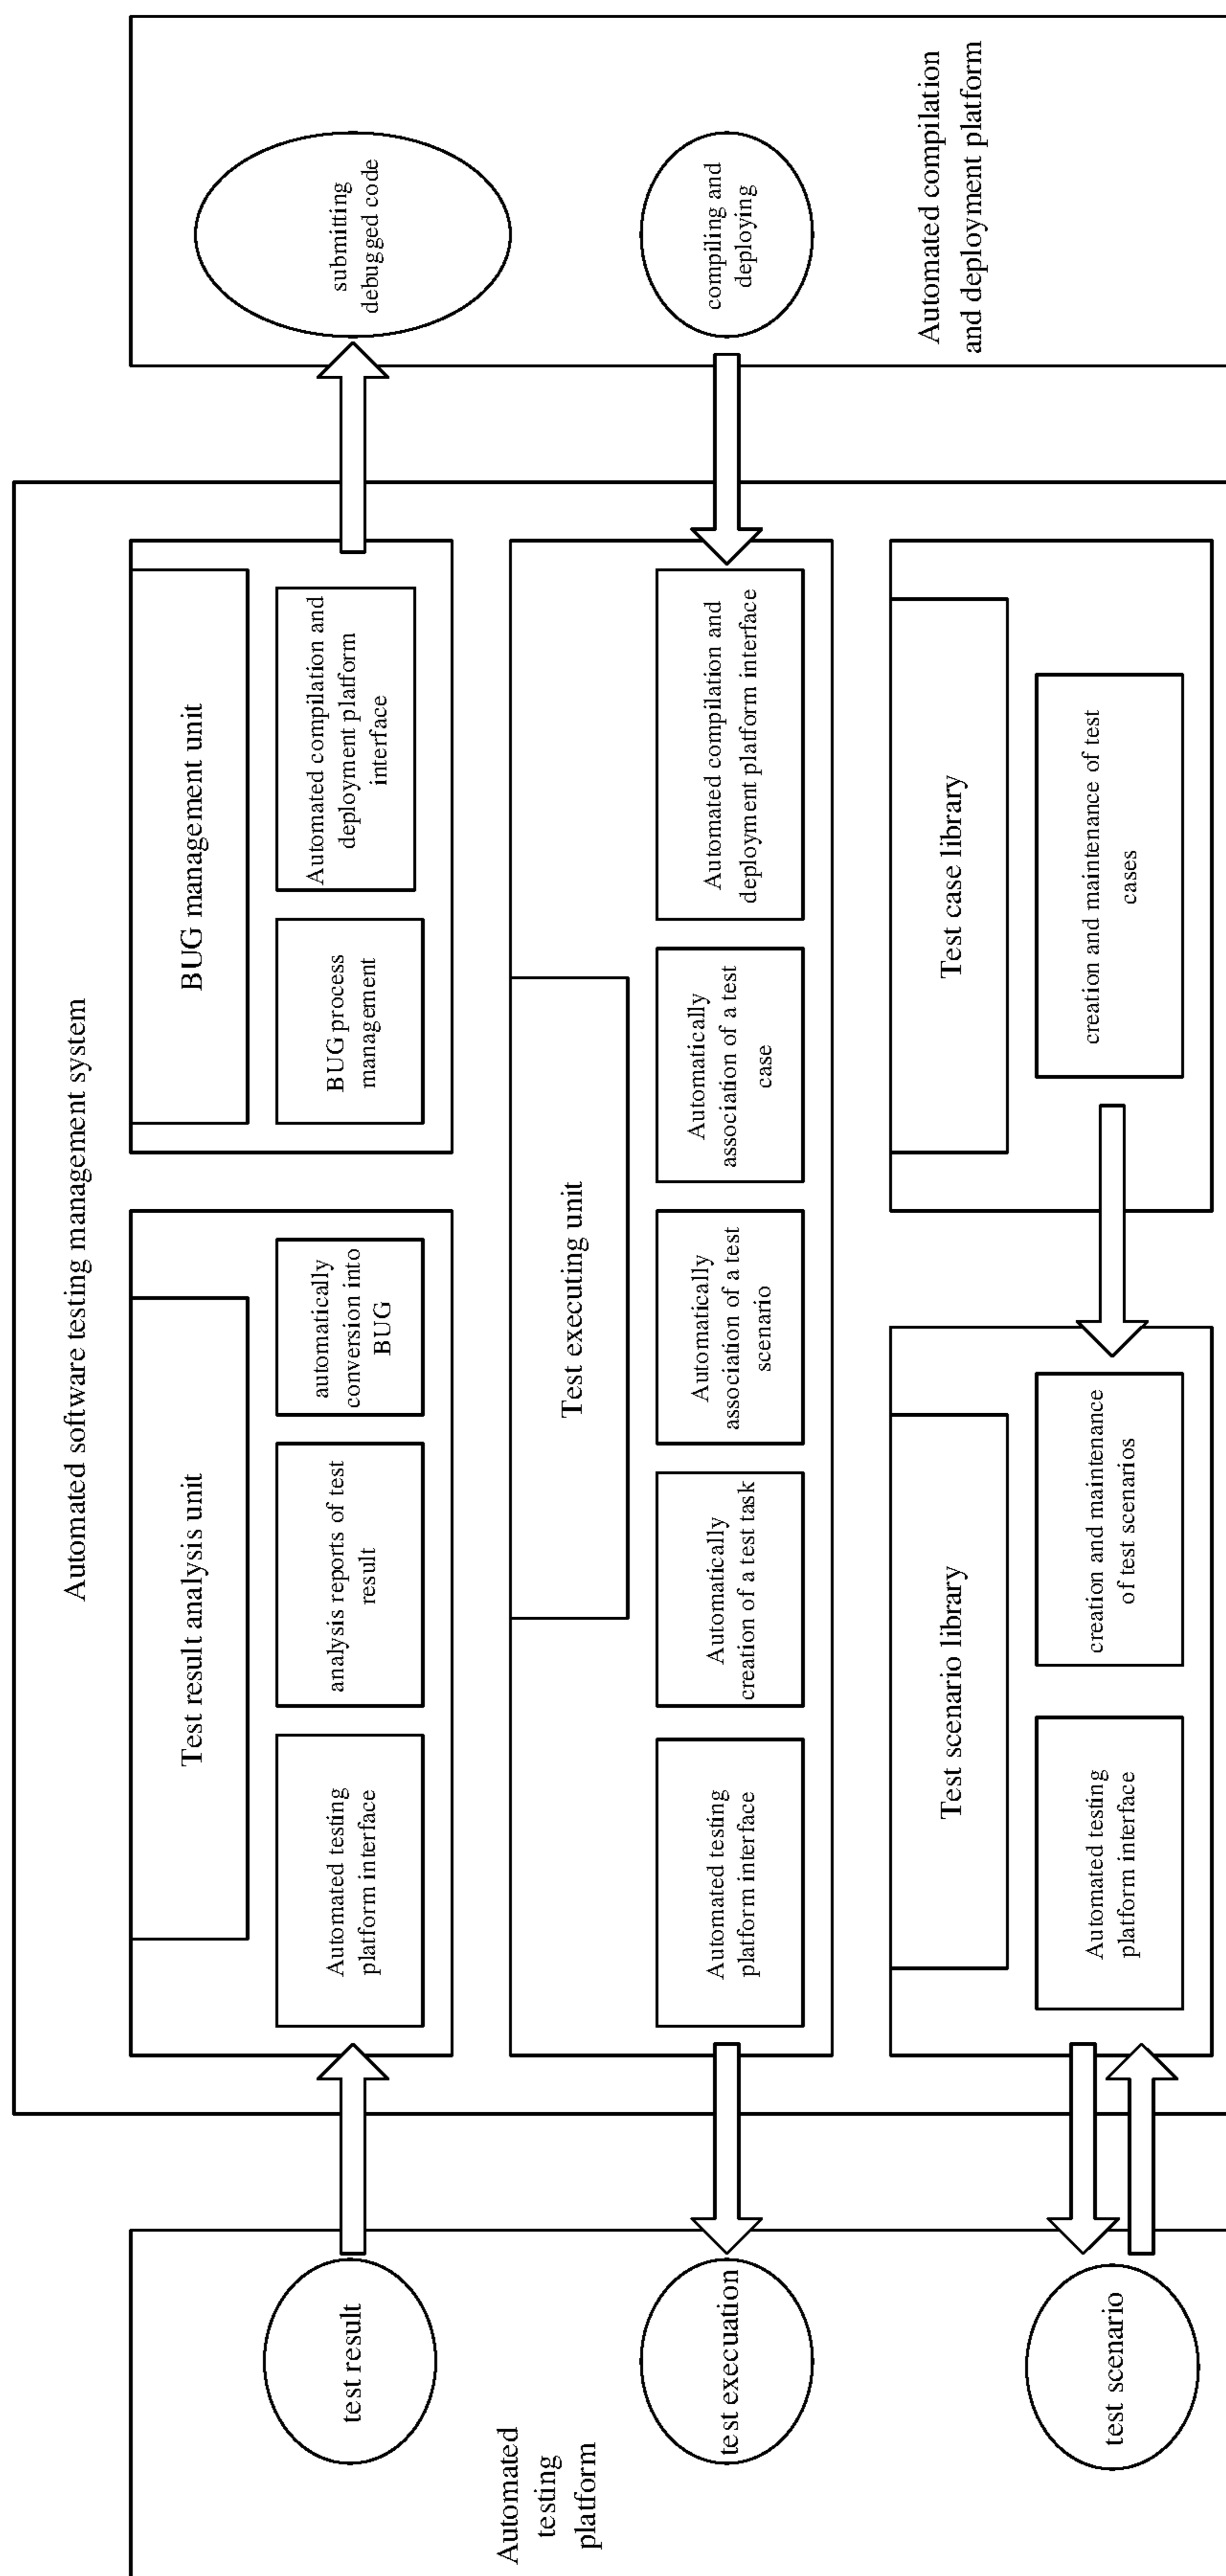 Automated software testing management system
Test result analysis unit
Automated testing
platform interface
analysis reports of test
result
automatically
conversion into
BUG
BUG management unit
BUG process
management
Automated compilation and
deployment platform
interface
Test executing unit
Automated testing
platform interface
Automatically
creation of a test task
Automatically
association of a test
scenario
Automatically
association of a test
case
Automated compilation and
deployment platform interface
Test scenario library
Automated testing
platform interface
creation and maintenance
of test scenarios
Test case library
creation and maintenance of test
cases
test result
Automated
testing
platform
test execuation
test scenario
submitting
debugged code
compiling and
deploying
Automated compilation
and deployment platform